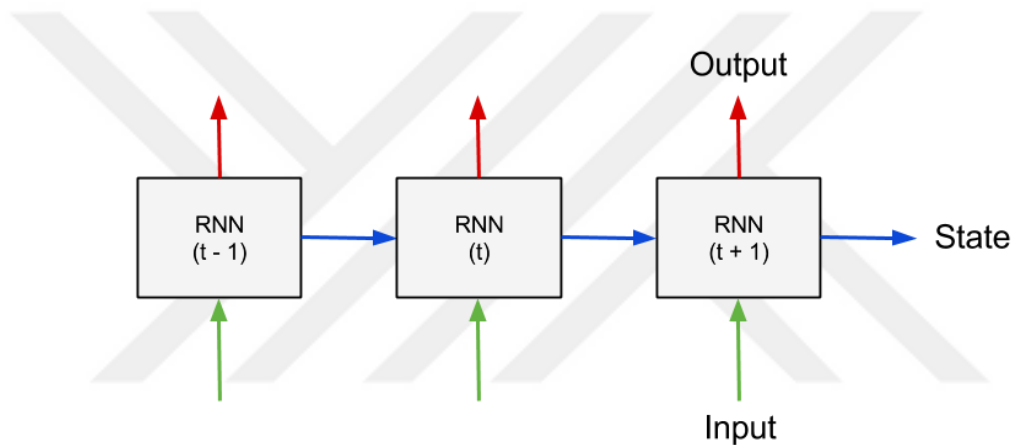 Output
RNN
(t - 1)
RNN
(t)
RNN
(t + 1)
State
Input